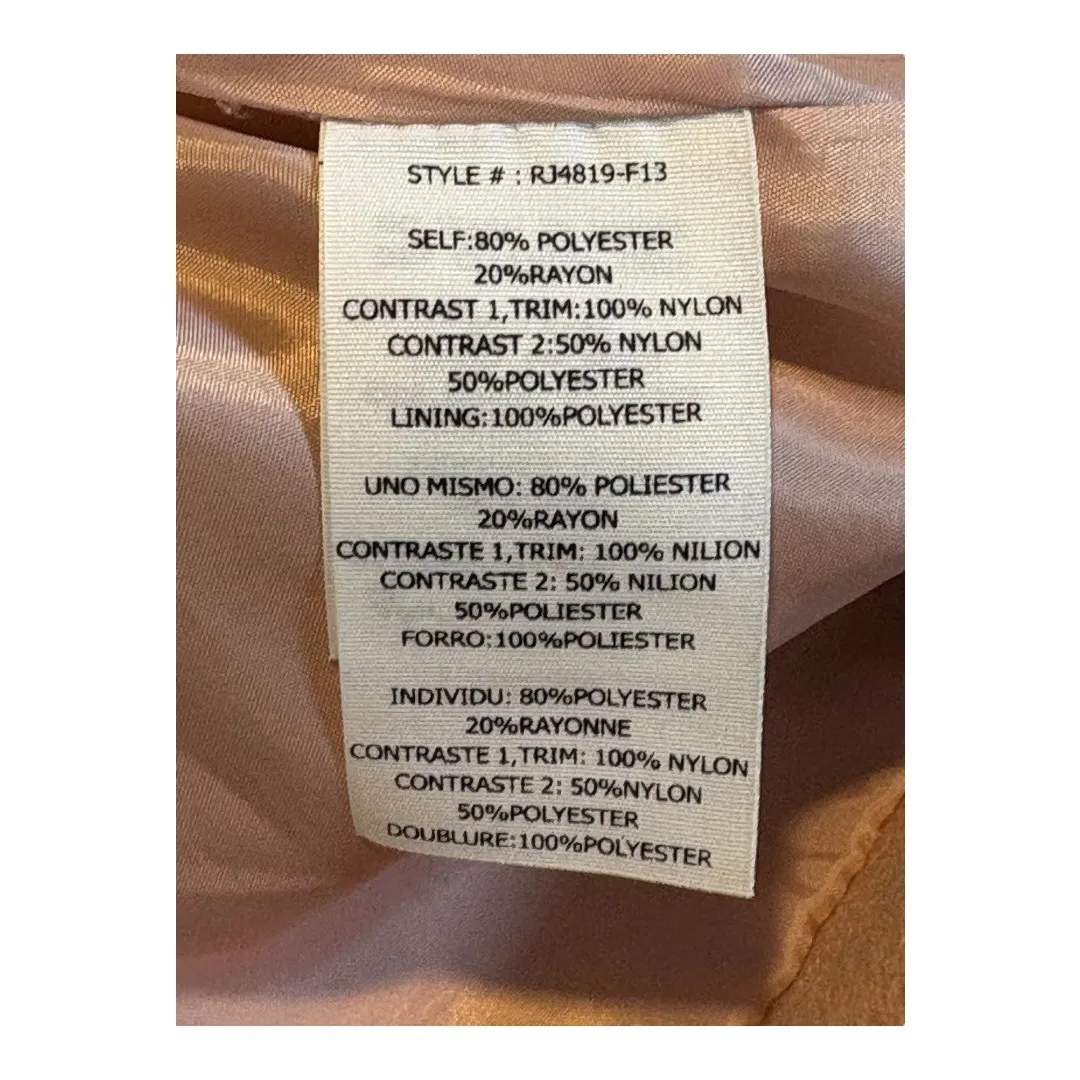 STYLE # : RJ4819-F13
SELF:80% POLYESTER
20%RAYON
CONTRAST 1,TRIM:100% NYLON
CONTRAST 2:50% NYLON
50%POLYESTER
LINING:100%POLYESTER
UNO MISMO: 80% POLIESTER
20%RAYON
CONTRASTE 1,TRIM: 100% NILION
CONTRASTE 2: 50% NILION
50%POLIESTER
FORRO:100%POLIESTER
INDIVIDU: 80%POLYESTER
20%RAYONNE
CONTRASTE 1,TRIM: 100% NYLON
CONTRASTE 2: 50%NYLON
50%POLYESTER
DOUBLURE:100%POLYESTER